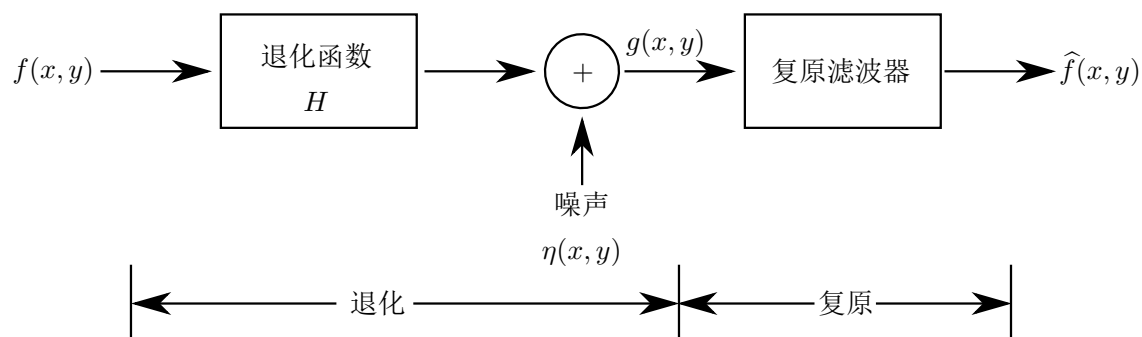 f(x, y)
退化函数
H
+
g(x, y)
复原滤波器
f̂(x, y)
噪声
η(x, y)
退化
复原